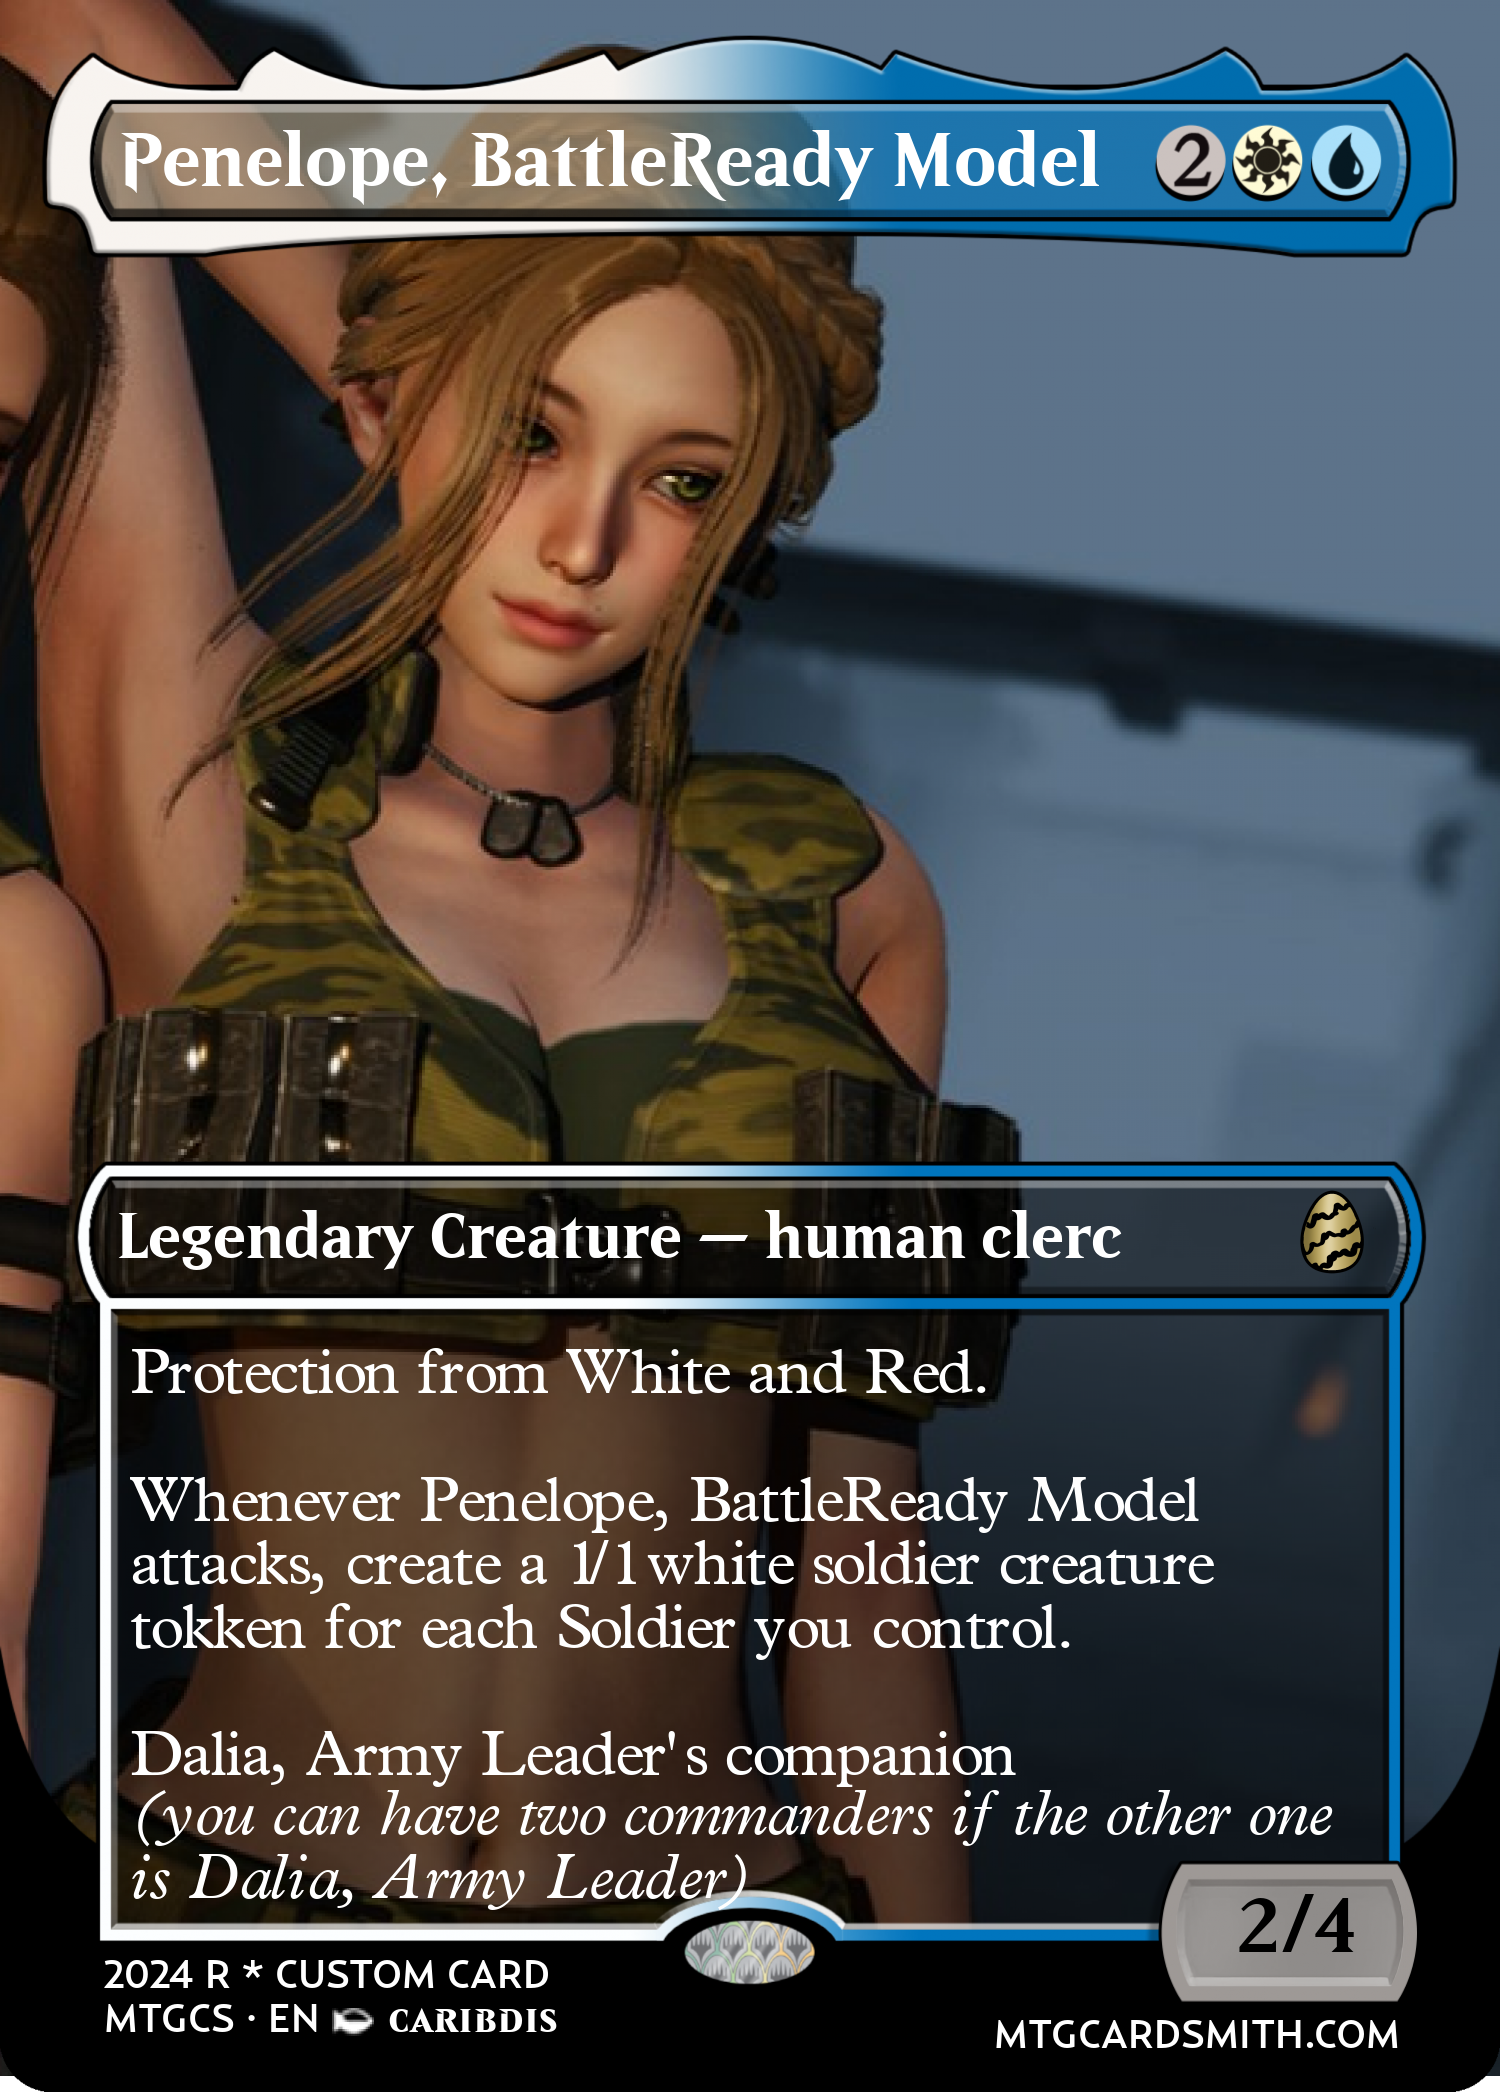 Penelope, BattleReady Model 2
Legendary Creature — human clerc
Protection from White and Red.
Whenever Penelope, BattleReady Model
attacks, create a 1/1 white soldier creature
tokken for each Soldier you control.
Dalia, Army Leader's companion
(you can have two commanders if the other one
is Dalia, Army Leader)
2/4
2024 R * CUSTOM CARD
MTGCS · EN CARIBDIS
MTGCARDSMITH.COM